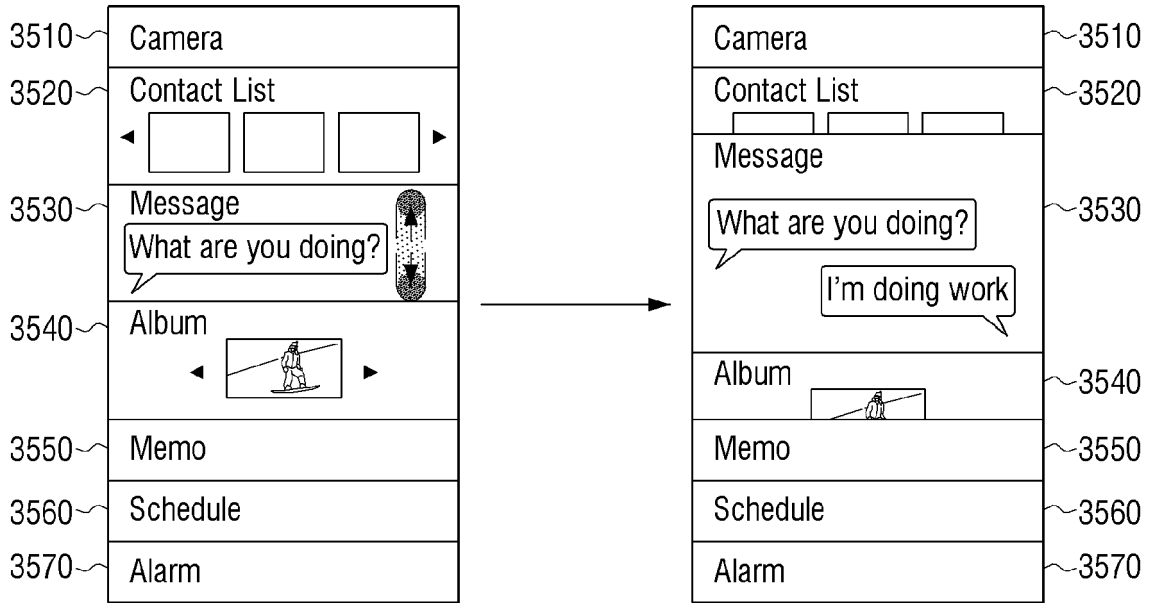 3510
Camera
3520
Contact List
3530
Message
What are you doing?
3540
Album
3550
Memo
3560
Schedule
3570
Alarm
Camera
3510
Contact List
3520
Message
What are you doing?
3530
I'm doing work
Album
3540
Memo
3550
Schedule
3560
Alarm
3570